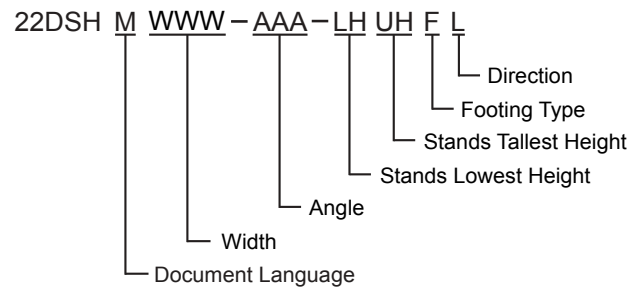 22DSH M WWW – AAA – LH UH F L
Direction
Footing Type
Stands Tallest Height
Stands Lowest Height
Angle
Width
Document Language